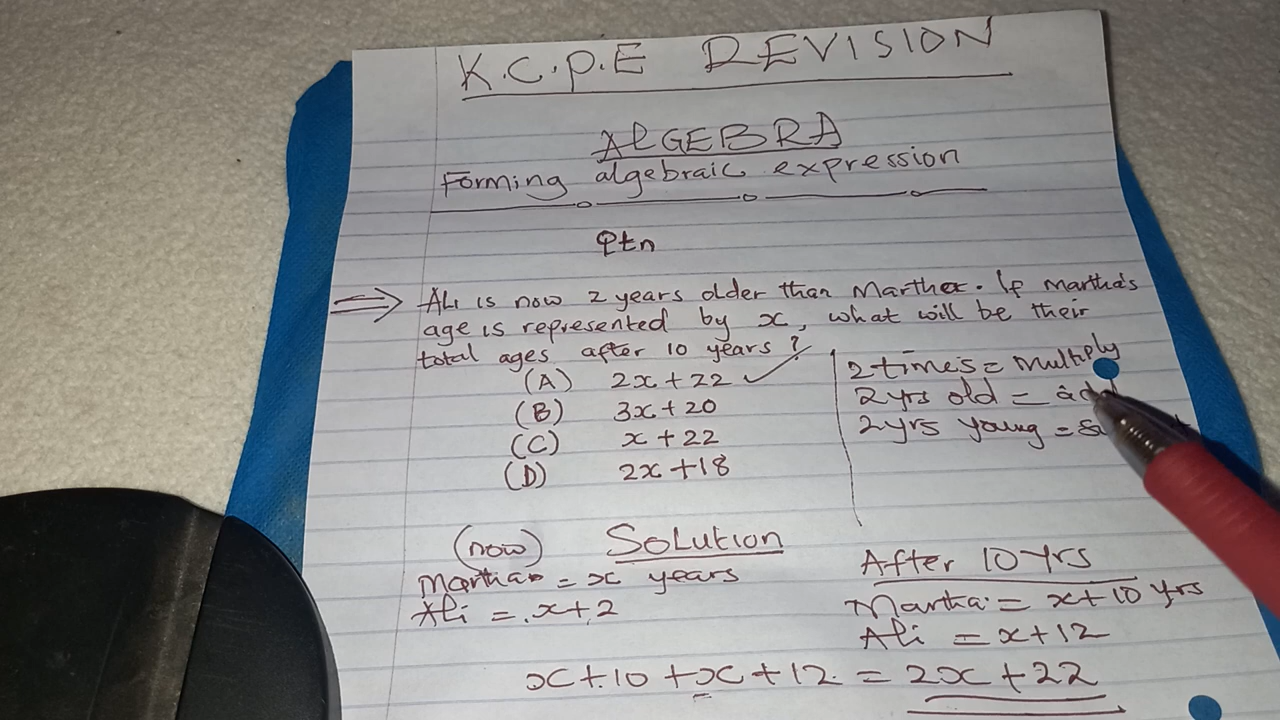 K.C.P.E REVISION
ALGEBRA
Forming algebraic expression
Qtn
⇒ Ali is now 2 years older than Marther. If martha's
age is represented by x, what will be their
total ages after 10 years?
(A) 2x+22 ✓
(B) 3x+20
(C) x+22
(D) 2x+18
2 times = Multiply
2yrs old = add
2yrs young =
(now) Solution
Martha = x years
Ali = x+2
After 10 Yrs
Martha = x+10 yrs
Ali = x+12
x+10+x+12 = 2x+22